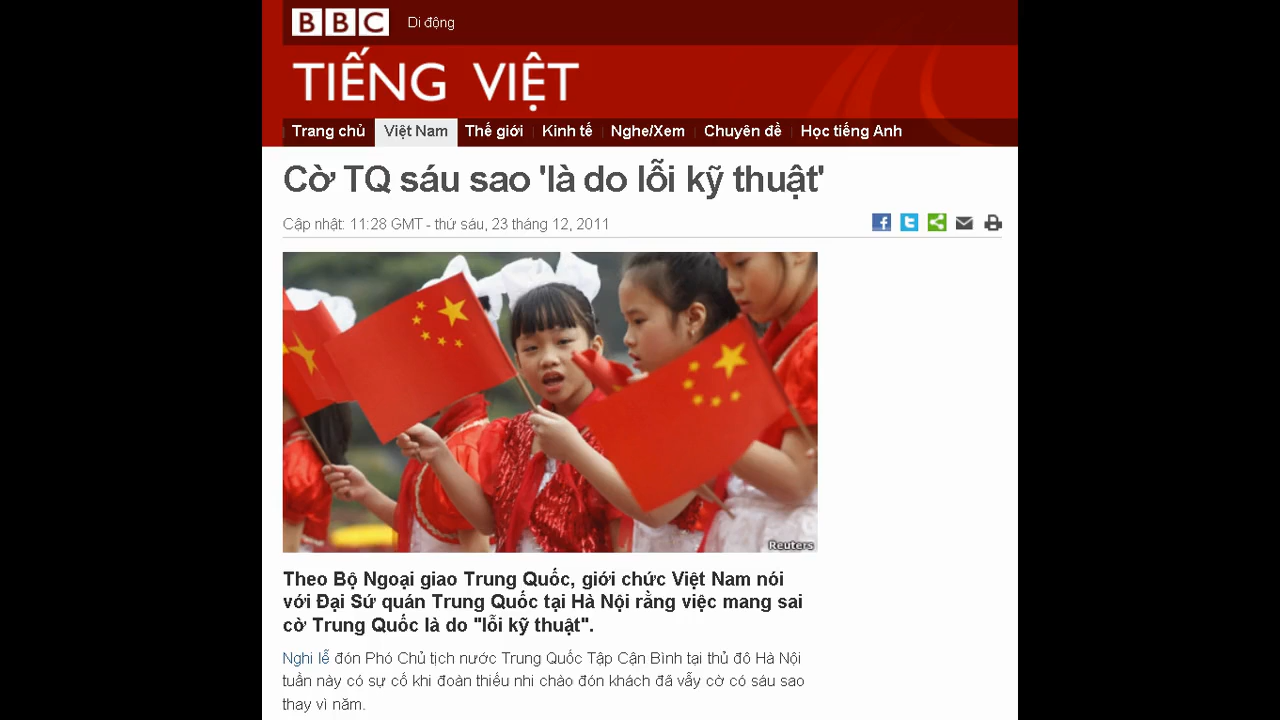 BBC Di động
TIẾNG VIỆT
Trang chủ Việt Nam Thế giới Kinh tế Nghe/Xem Chuyên đề Học tiếng Anh
Cờ TQ sáu sao 'là do lỗi kỹ thuật'
Cập nhật: 11:28 GMT - thứ sáu, 23 tháng 12, 2011
Reuters
Theo Bộ Ngoại giao Trung Quốc, giới chức Việt Nam nói
với Đại Sứ quán Trung Quốc tại Hà Nội rằng việc mang sai
cờ Trung Quốc là do "lỗi kỹ thuật".
Nghi lễ đón Phó Chủ tịch nước Trung Quốc Tập Cận Bình tại thủ đô Hà Nội
tuần này có sự cố khi đoàn thiếu nhi chào đón khách đã vẫy cờ có sáu sao
thay vì năm.